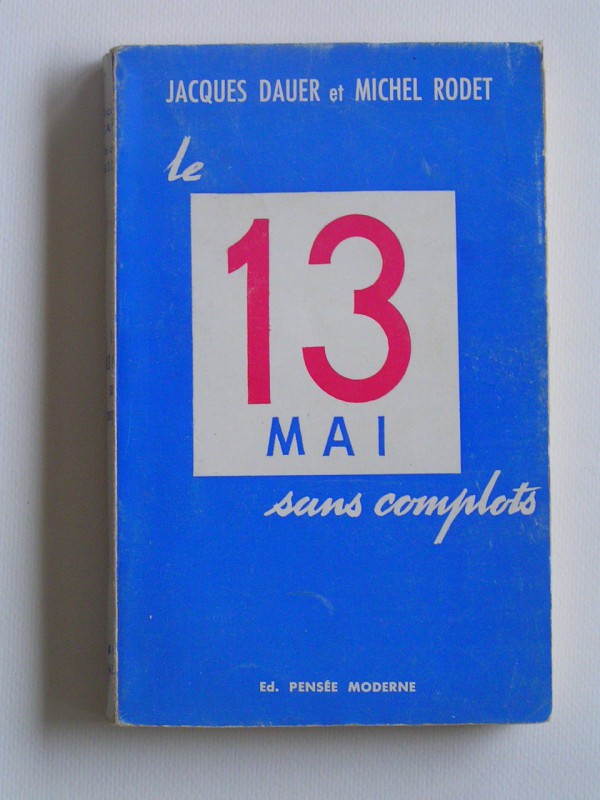 JACQUES DAUER et MICHEL RODET
le
13
MAI
sans complots
Ed. PENSÉE MODERNE